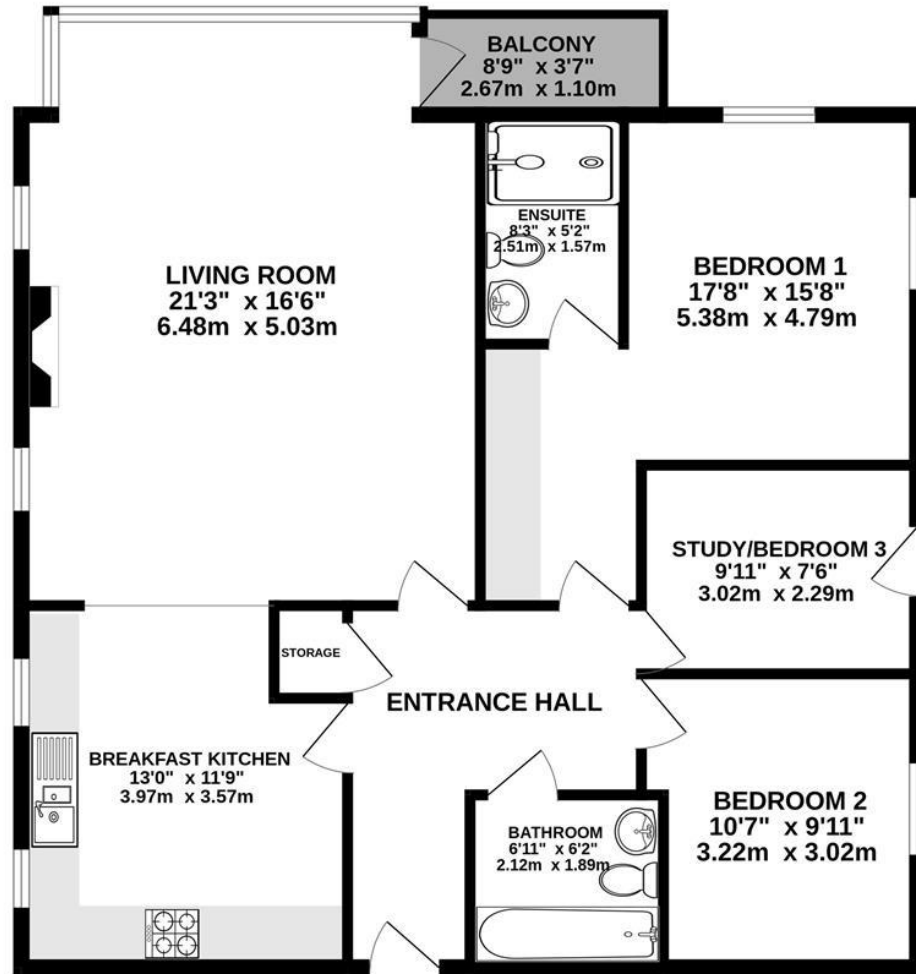 BALCONY
8'9" x 3'7"
2.67m x 1.10m
ENSUITE
8'3" x 5'2"
2.51m x 1.57m
LIVING ROOM
21'3" x 16'6"
6.48m x 5.03m
BEDROOM 1
17'8" x 15'8"
5.38m x 4.79m
STUDY/BEDROOM 3
9'11" x 7'6"
3.02m x 2.29m
STORAGE
ENTRANCE HALL
BREAKFAST KITCHEN
13'0" x 11'9"
3.97m x 3.57m
BATHROOM
6'11" x 6'2"
2.12m x 1.89m
BEDROOM 2
10'7" x 9'11"
3.22m x 3.02m